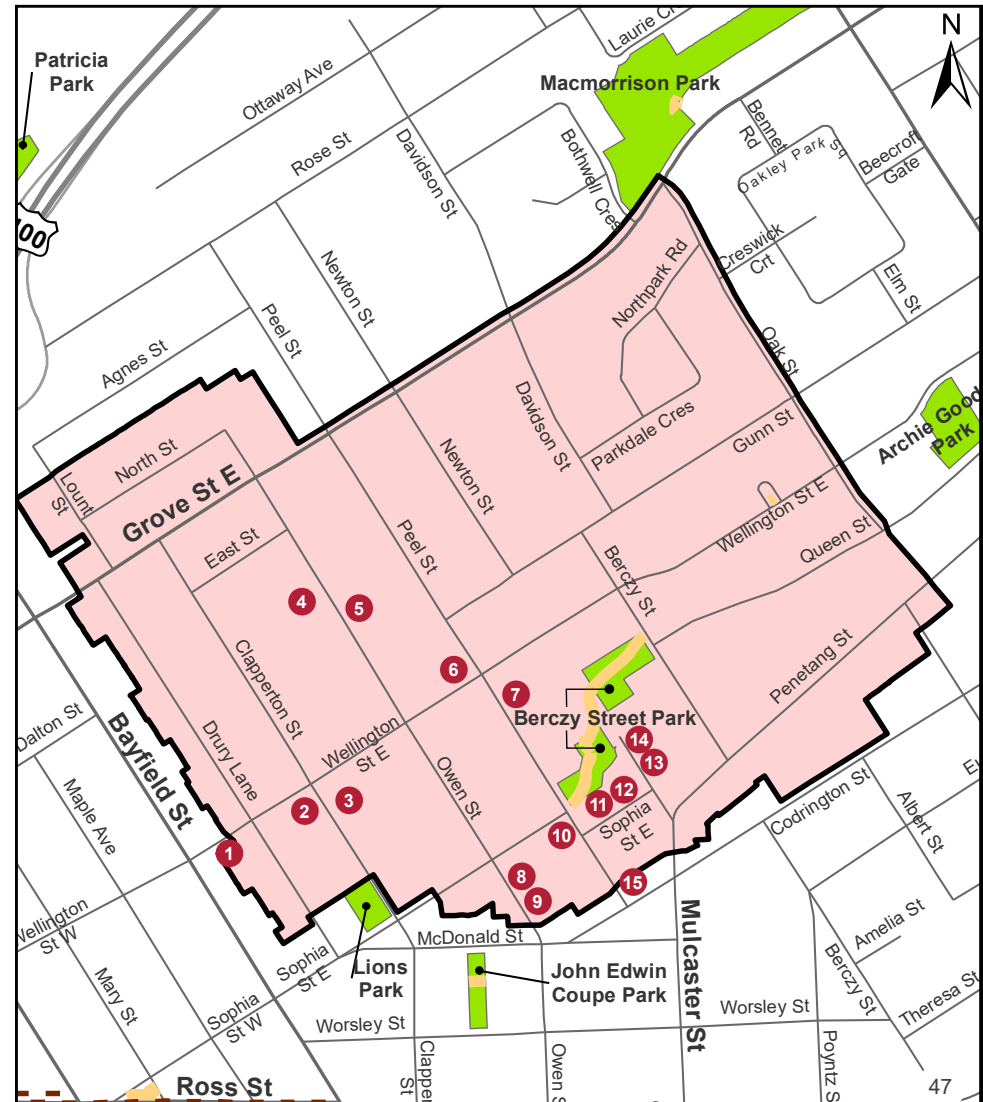 Laurie Cr
N
Patricia
Park
Ottaway Ave
Macmorrison Park
Rose St
Davidson St
Bothwell Cres
Bennet
Rd
Oakley Park Sq
Beecroft
Gate
400
Newton St
Creswick
Crt
Northpark Rd
Elm St
Peel St
Agnes St
Oak St
Davidson St
Archie Good
Park
Parkdale Cres
Gunn St
North St
Lount
St
Newton St
Grove St E
Wellington St E
Peel St
East St
Queen St
Berczy St
4
5
Clapperton St
6
Penetang St
7
Berczy Street Park
Dalton St
Bayfield St
Drury Lane
Wellington
St E
14
13
Owen St
Maple Ave
12
11
2
3
Sophia
St E
Codrington St
Albert St
10
1
8
15
9
Wellington
St W
Mulcaster St
McDonald St
Amelia St
Sophia
St E
Lions
Park
John Edwin
Coupe Park
Berczy St
Mary St
Sophia
St W
Worsley St
Worsley St
Theresa St
Clapper
St
Owen S
Poyntz S
Ross St
47